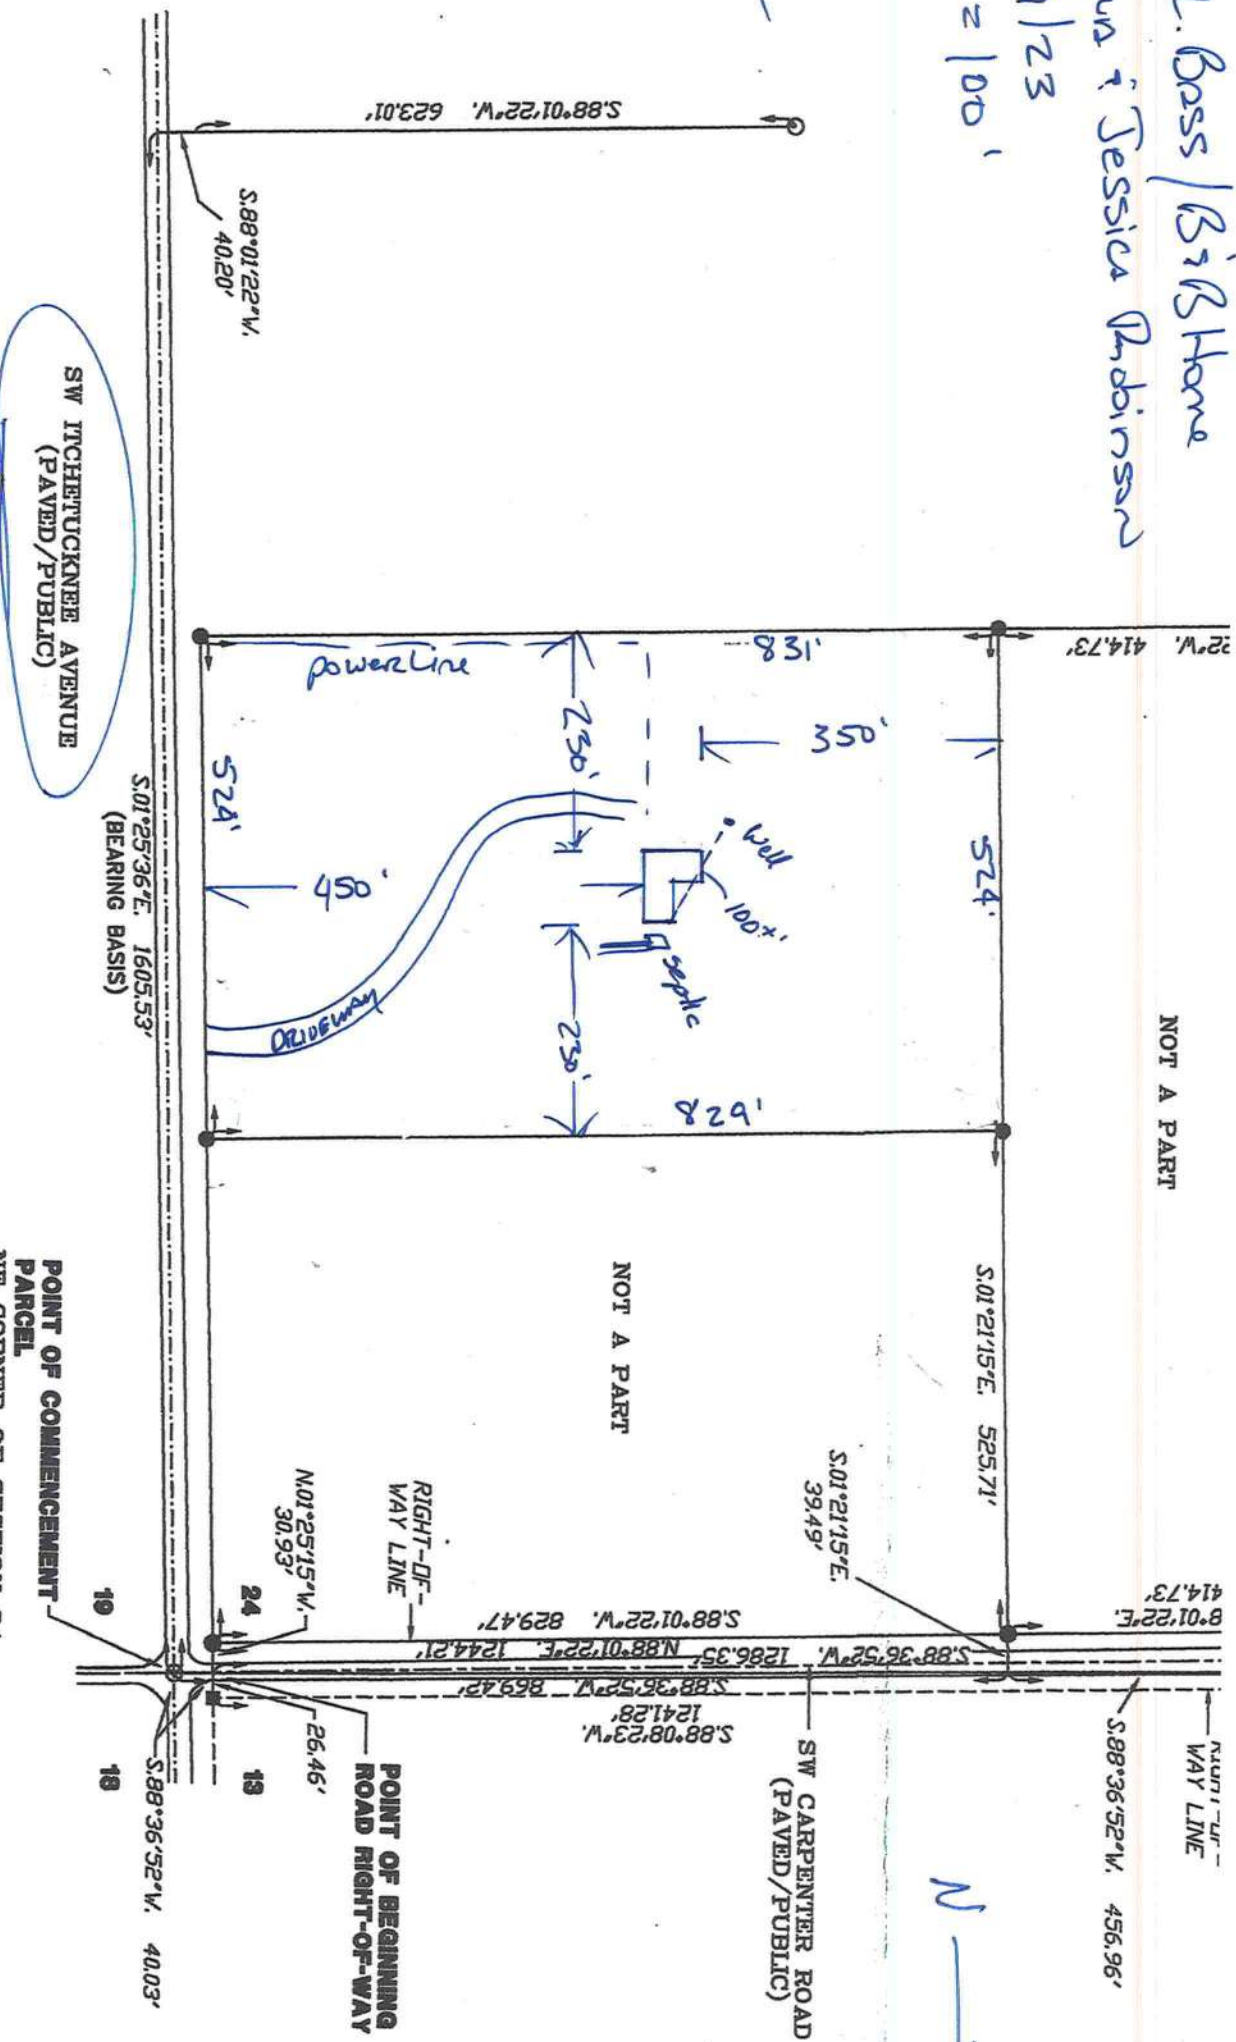 L. Bass / B&B Home
& Jessica
/23
= 100'
S.88°01'22"W. 623.01'
S.88°01'22"W.
40.20'
SW ITCHETUCKNEE AVENUE
(PAVED/PUBLIC)
S.01°25'36"E. 1605.53'
(BEARING BASIS)
22"W. 414.73'
831'
powerLine
230'
350'
524'
524'
450'
Well
100+'
septic
DRIVEWAY
230'
829'
NOT A PART
NOT A PART
S.01°21'15"E. 525.71'
S.01°21'15"E.
39.49'
RIGHT-OF-
WAY LINE
N.01°25'15"W.
30.93'
24
19
13
18
POINT OF COMMENCEMENT
PARCEL
NE CORNER OF SECTION
8°01'22"E.
414.73'
S.88°01'22"W. 829.47'
N.88°01'22"E. 1244.21'
S.88°36'52"W. 1286.35'
S.88°36'52"W. 869.42'
1241.28'
S.88°08'23"W.
26.46'
POINT OF BEGINNING
ROAD RIGHT-OF-WAY
S.88°36'52"W. 40.03'
SW CARPENTER ROAD
(PAVED/PUBLIC)
S.88°36'52"W. 456.96'
WAY LINE
N